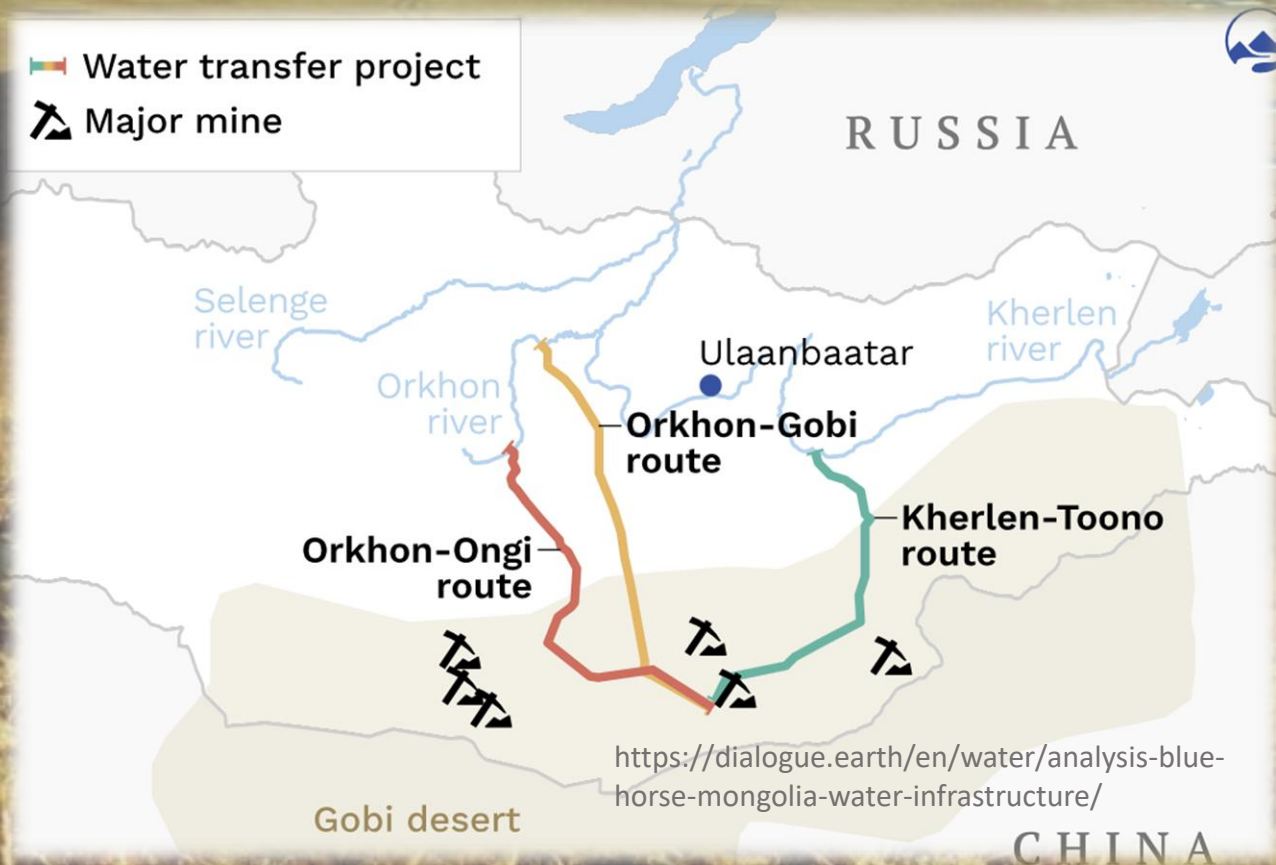 Water transfer project
Major mine
RUSSIA
Selenge
river
Kherlen
river
Ulaanbaatar
Orkhon
river
Orkhon-Gobi
route
Kherlen-Toono
route
Orkhon-Ongi
route
https://dialogue.earth/en/water/analysis-blue-
horse-mongolia-water-infrastructure/
Gobi desert
CHINA